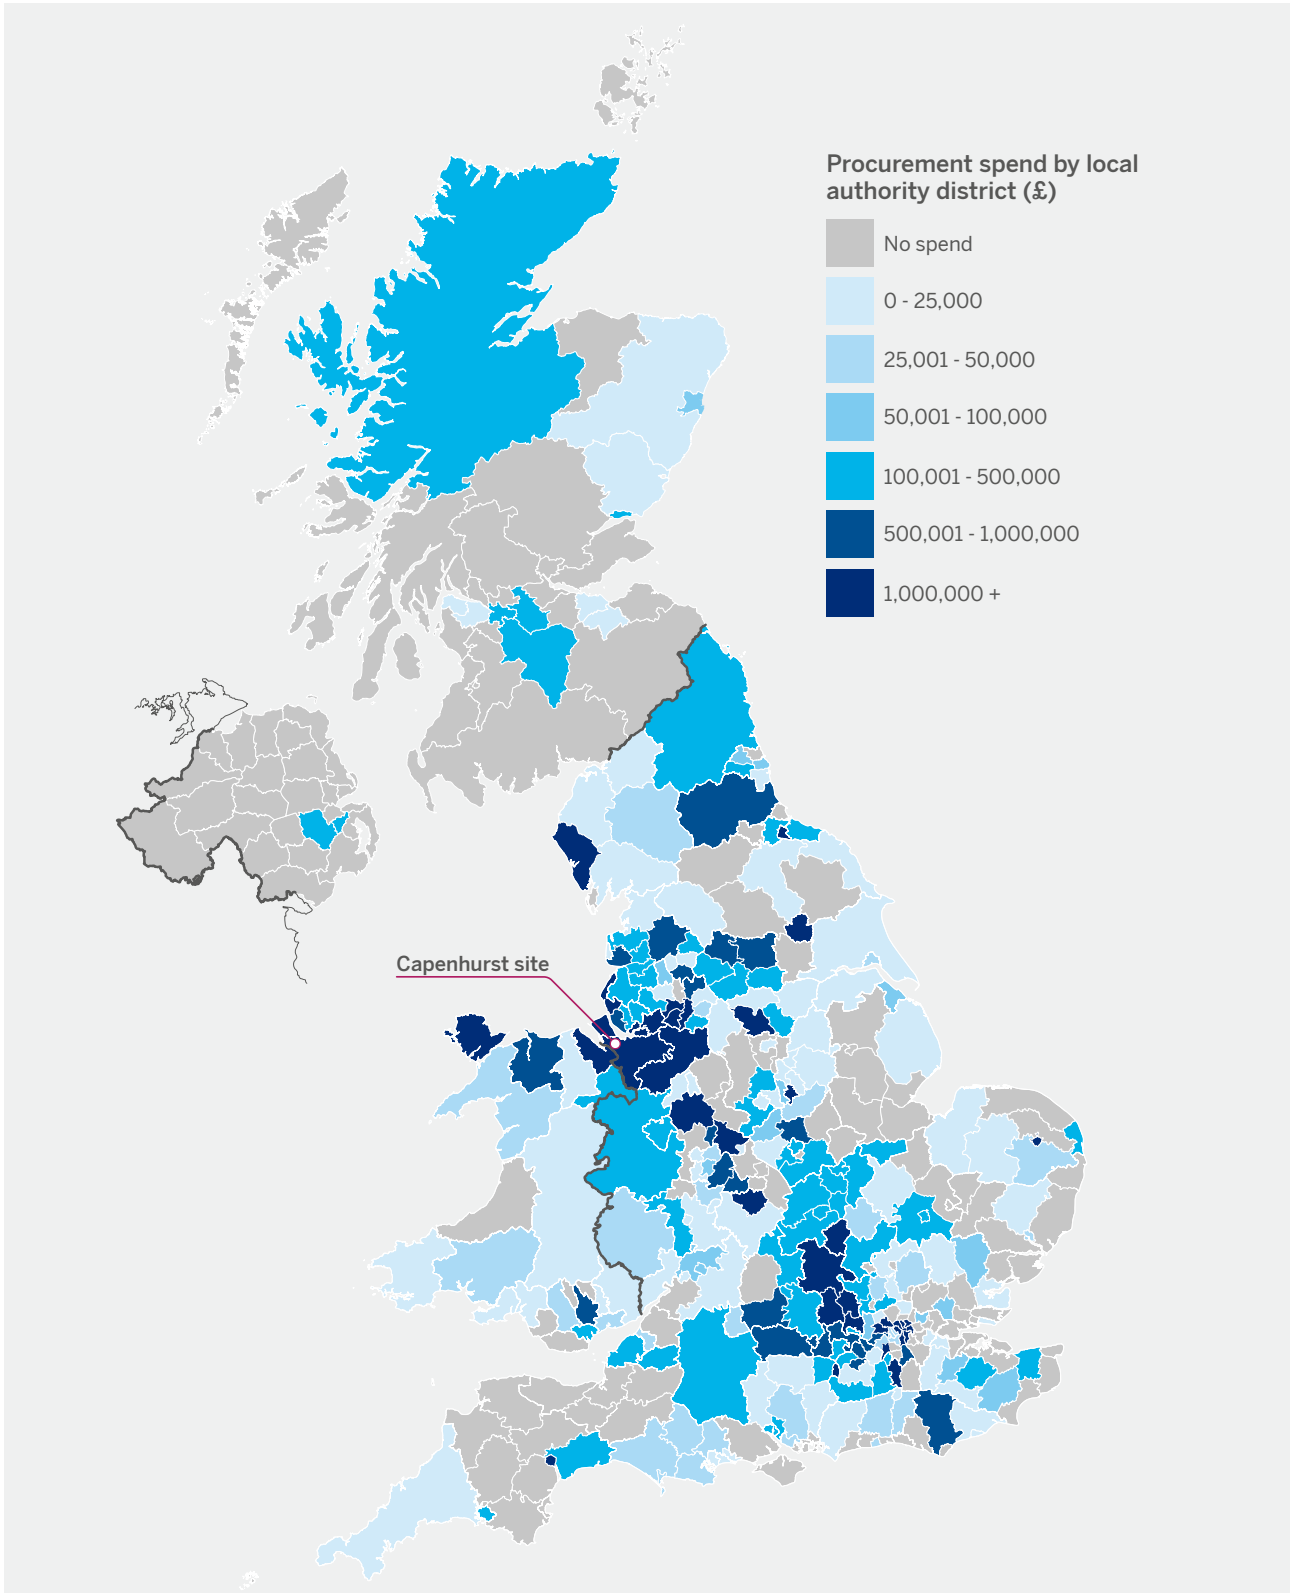 Procurement spend by local
authority district (£)
No spend
0 - 25,000
25,001 - 50,000
50,001 - 100,000
100,001 - 500,000
500,001 - 1,000,000
1,000,000 +
Capenhurst site